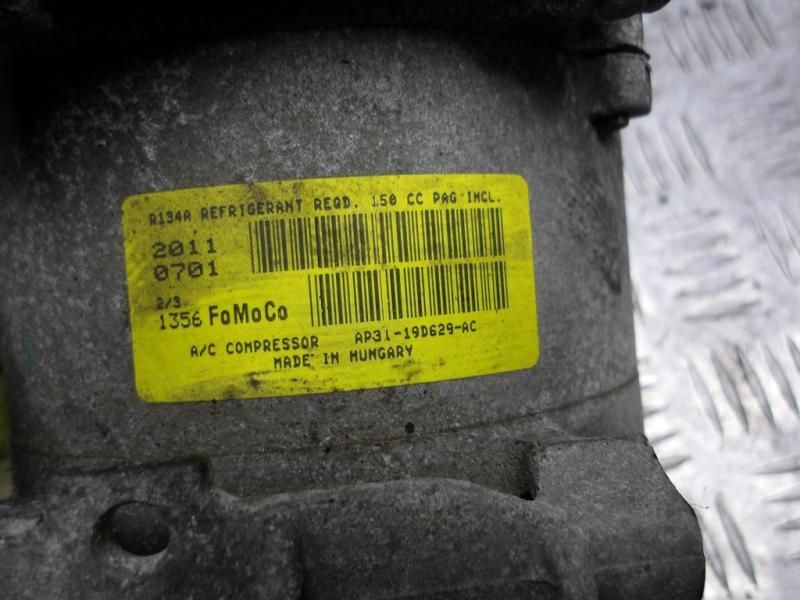 R134A REFRIGERANT REQD. 150 CC PAG INCL.
2011
0701
2/3
1356 FoMoCo
A/C COMPRESSOR AP31-19D629-AC
MADE IN HUNGARY